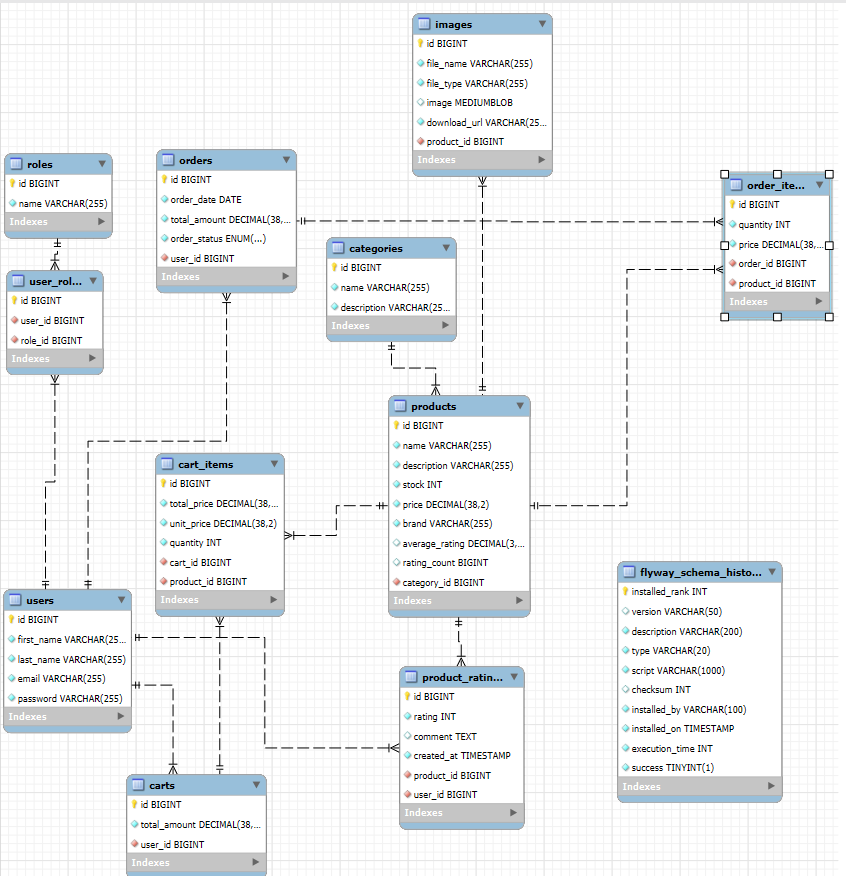 images
id BIGINT
file_name VARCHAR(255)
file_type VARCHAR(255)
image MEDIUMBLOB
download_url VARCHAR(25...
product_id BIGINT
Indexes
roles
id BIGINT
name VARCHAR(255)
Indexes
orders
id BIGINT
order_date DATE
total_amount DECIMAL(38,...
order_status ENUM(...)
user_id BIGINT
Indexes
order_ite...
id BIGINT
quantity INT
price DECIMAL(38,...
order_id BIGINT
product_id BIGINT
Indexes
categories
id BIGINT
name VARCHAR(255)
description VARCHAR(25...
Indexes
user_rol...
id BIGINT
user_id BIGINT
role_id BIGINT
Indexes
products
id BIGINT
name VARCHAR(255)
description VARCHAR(255)
stock INT
price DECIMAL(38,2)
brand VARCHAR(255)
average_rating DECIMAL(3,...
rating_count BIGINT
category_id BIGINT
Indexes
cart_items
id BIGINT
total_price DECIMAL(38,...
unit_price DECIMAL(38,2)
quantity INT
cart_id BIGINT
product_id BIGINT
Indexes
flyway_schema_histo...
installed_rank INT
version VARCHAR(50)
description VARCHAR(200)
type VARCHAR(20)
script VARCHAR(1000)
checksum INT
installed_by VARCHAR(100)
installed_on TIMESTAMP
execution_time INT
success TINYINT(1)
Indexes
users
id BIGINT
first_name VARCHAR(25...
last_name VARCHAR(255)
email VARCHAR(255)
password VARCHAR(255)
Indexes
product_ratin...
id BIGINT
rating INT
comment TEXT
created_at TIMESTAMP
product_id BIGINT
user_id BIGINT
Indexes
carts
id BIGINT
total_amount DECIMAL(38,...
user_id BIGINT
Indexes